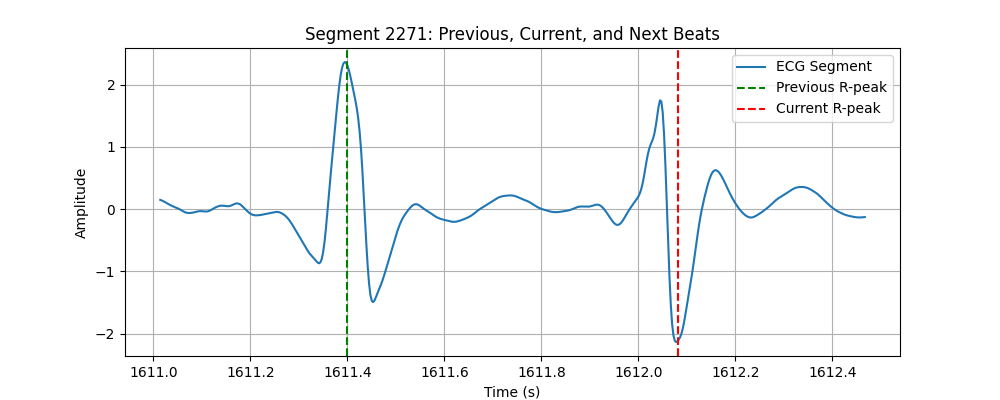 Segment 2271: Previous, Current, and Next Beats
ECG Segment
Previous R-peak
Current R-peak
Amplitude
2
1
0
−1
−2
1611.0 1611.2 1611.4 1611.6 1611.8 1612.0 1612.2 1612.4
Time (s)